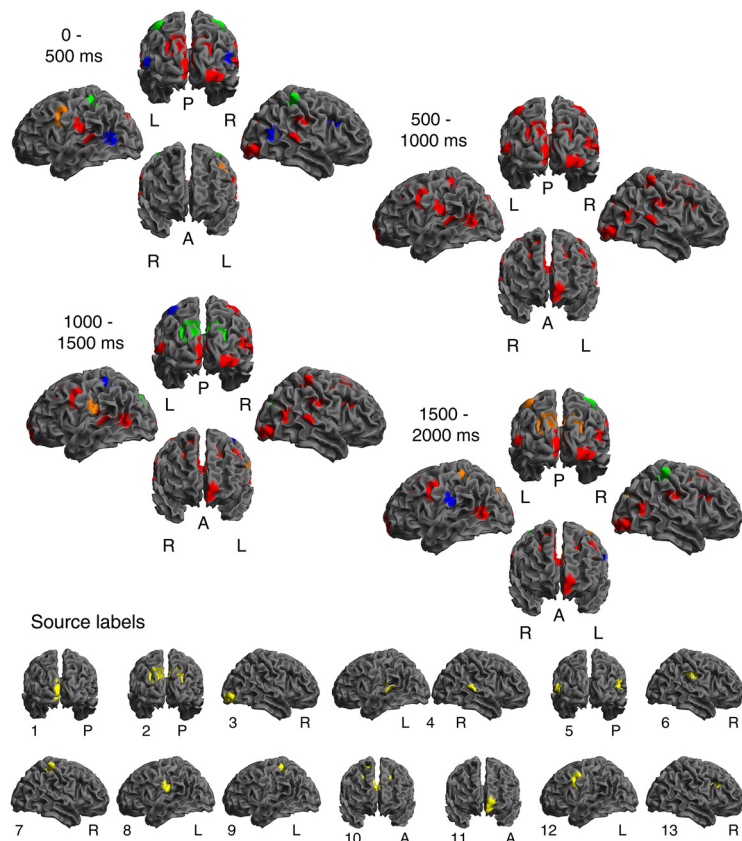 0 -
500 ms
P
L R
A
R L
500 -
1000 ms
P
L R
A
R L
1000 -
1500 ms
P
L R
A
R L
1500 -
2000 ms
P
L R
A
R L
Source labels
1 P 2 P 3 R L 4 R 5 P 6 R
7 R 8 L 9 L 10 A 11 A 12 L 13 R